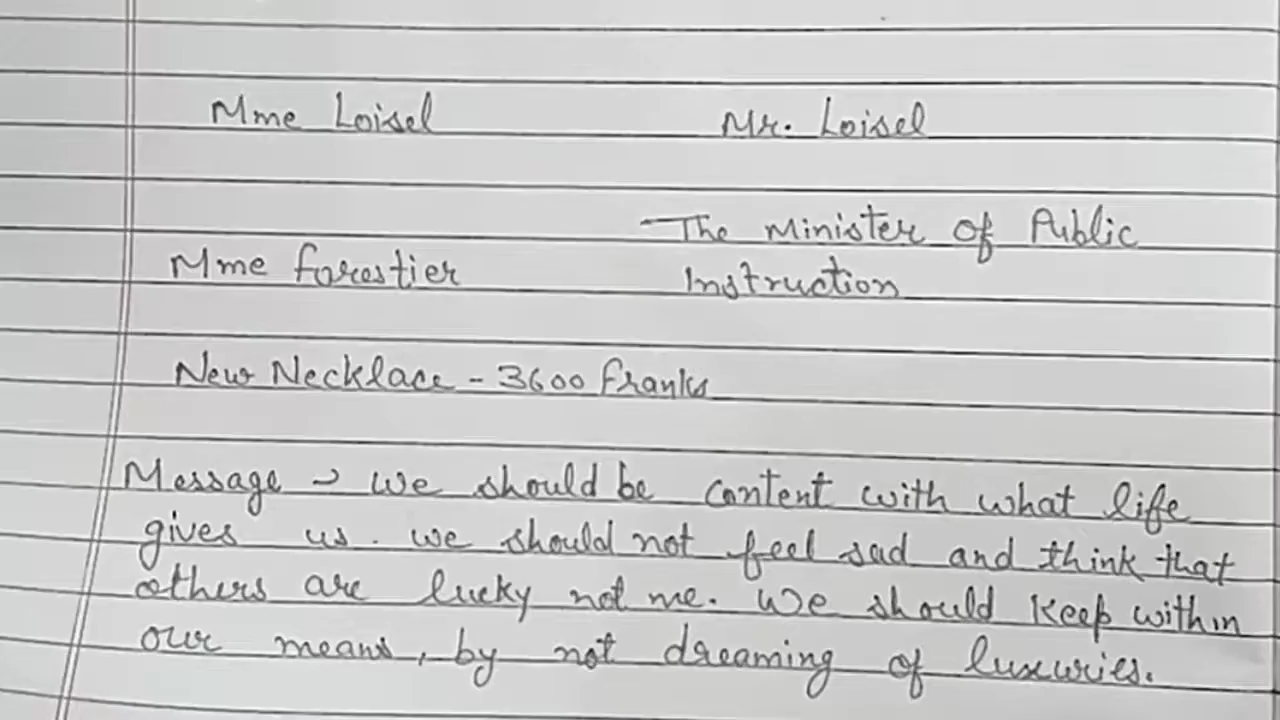 Mme Loisel Mr. Loisel
The Minister of Public
Mme Forestier Instruction
New Necklace - 3600 Franks
Message → We should be content with what life
gives us. We should not feel sad and think that
others are lucky not me. We should keep within
our means, by not dreaming of luxuries.